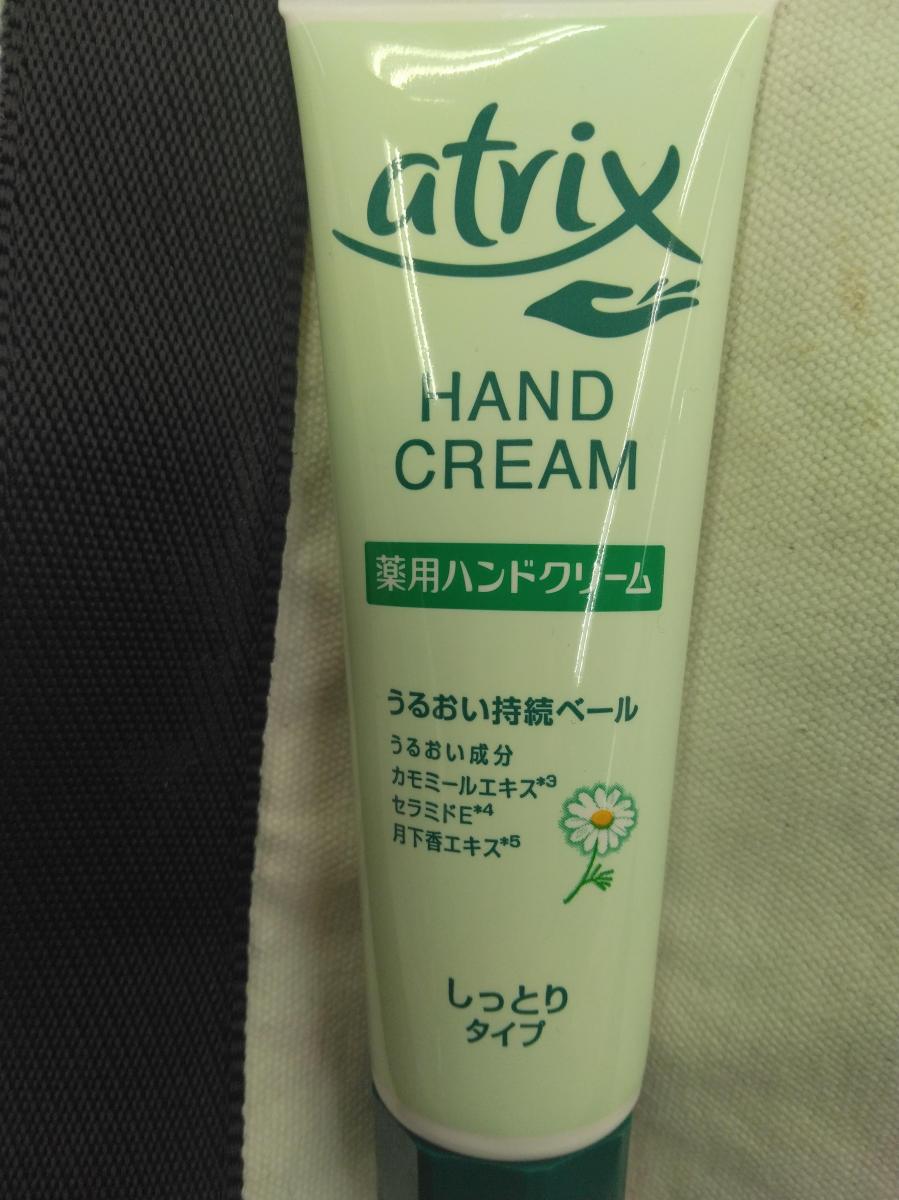 atrix
HAND
CREAM
薬用ハンドクリーム
うるおい持続ベール
うるおい成分
カモミールエキス*3
セラミドE*4
月下香エキス*5
しっとり
タイプ